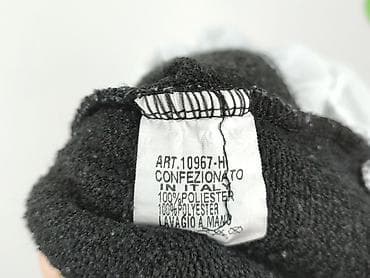 ART.10967-H
CONFEZIONATO
IN ITALY
100%POLIESTER
100%POLYESTER
LAVAGIO A MANO